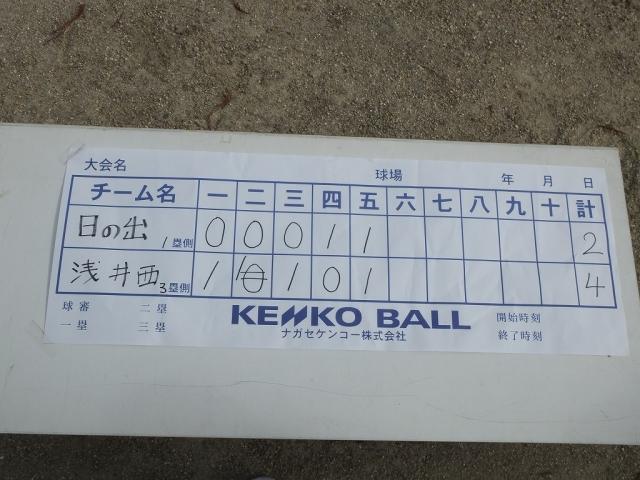 大会名 球場 年 月 日
チーム名 一 二 三 四 五 六 七 八 九 十 計
日の出 1塁側 0 0 0 1 1 2
浅井西 3塁側 1 1 1 0 1 4
球審 二塁 KENKO BALL 開始時刻
一塁 三塁 ナガセケンコー株式会社 終了時刻